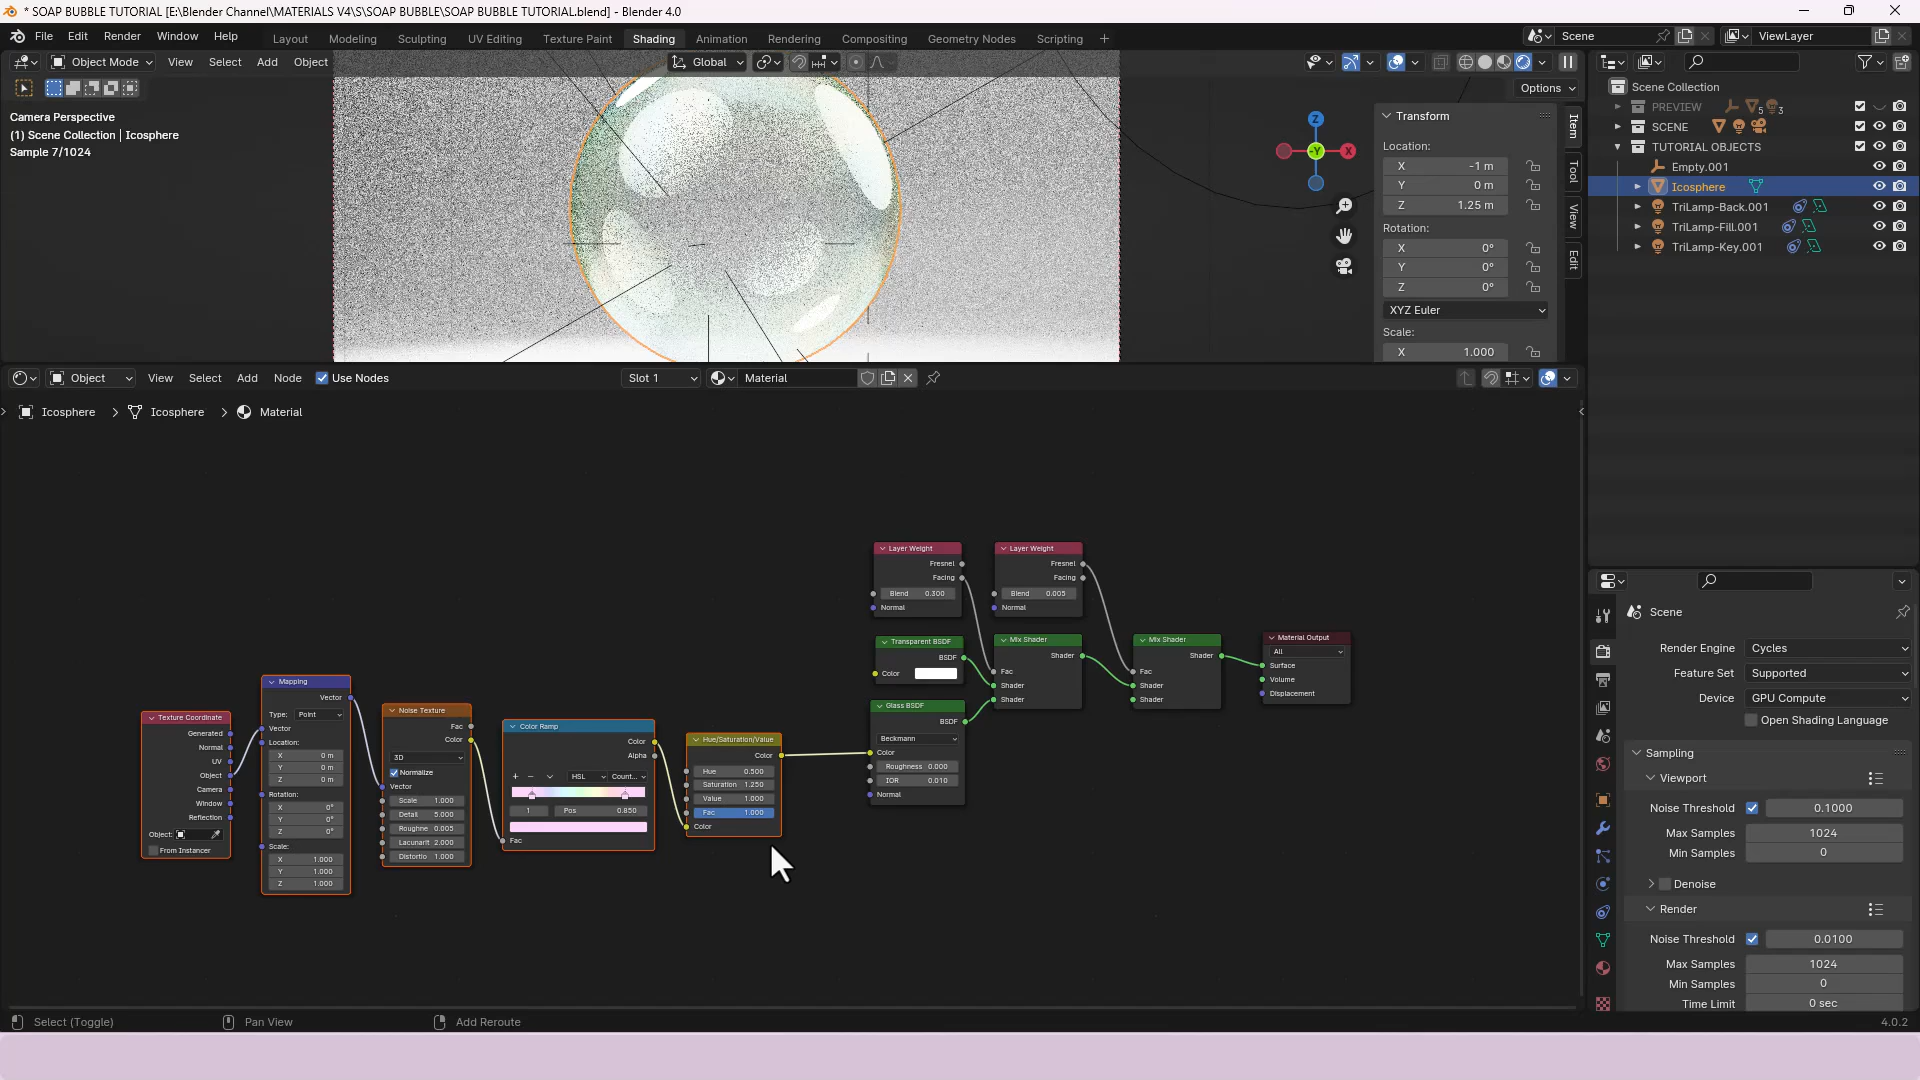 * SOAP BUBBLE TUTORIAL [E:\Blender Channel\MATERIALS V4\S\SOAP BUBBLE\SOAP BUBBLE TUTORIAL.blend] - Blender 4.0
File Edit Render Window Help
Layout Modeling Sculpting UV Editing Texture Paint Shading Animation Rendering Compositing Geometry Nodes Scripting +
Scene
ViewLayer
Object Mode View Select Add Object
Global
Options
Camera Perspective
(1) Scene Collection | Icosphere
Sample 7/1024
Z
-Y
X
Transform
Location:
X -1 m
Y 0 m
Z 1.25 m
Rotation:
X 0°
Y 0°
Z 0°
XYZ Euler
Scale:
X 1.000
Item
Tool
View
Edit
Scene Collection
PREVIEW 5 3
SCENE
TUTORIAL OBJECTS
Empty.001
Icosphere
TriLamp-Back.001
TriLamp-Fill.001
TriLamp-Key.001
Object View Select Add Node Use Nodes
Slot 1
Material
Icosphere > Icosphere > Material
Texture Coordinate
Generated
Normal
UV
Object
Camera
Window
Reflection
Object:
From Instancer
Mapping
Vector
Type: Point
Vector
Location:
X 0 m
Y 0 m
Z 0 m
Rotation:
X 0°
Y 0°
Z 0°
Scale:
X 1.000
Y 1.000
Z 1.000
Noise Texture
Fac
Color
3D
Normalize
Vector
Scale 1.000
Detail 5.000
Roughne 0.005
Lacunarit 2.000
Distortio 1.000
Color Ramp
Color
Alpha
+ − HSL Count...
1 Pos 0.850
Fac
Hue/Saturation/Value
Color
Hue 0.500
Saturation 1.250
Value 1.000
Fac 1.000
Color
Layer Weight
Fresnel
Facing
Blend 0.300
Normal
Layer Weight
Fresnel
Facing
Blend 0.005
Normal
Transparent BSDF
BSDF
Color
Glass BSDF
BSDF
Beckmann
Color
Roughness 0.000
IOR 0.010
Normal
Mix Shader
Shader
Fac
Shader
Shader
Mix Shader
Shader
Fac
Shader
Shader
Material Output
All
Surface
Volume
Displacement
Scene
Render Engine Cycles
Feature Set Supported
Device GPU Compute
Open Shading Language
Sampling
Viewport
Noise Threshold 0.1000
Max Samples 1024
Min Samples 0
Denoise
Render
Noise Threshold 0.0100
Max Samples 1024
Min Samples 0
Time Limit 0 sec
Select (Toggle) Pan View Add Reroute
4.0.2